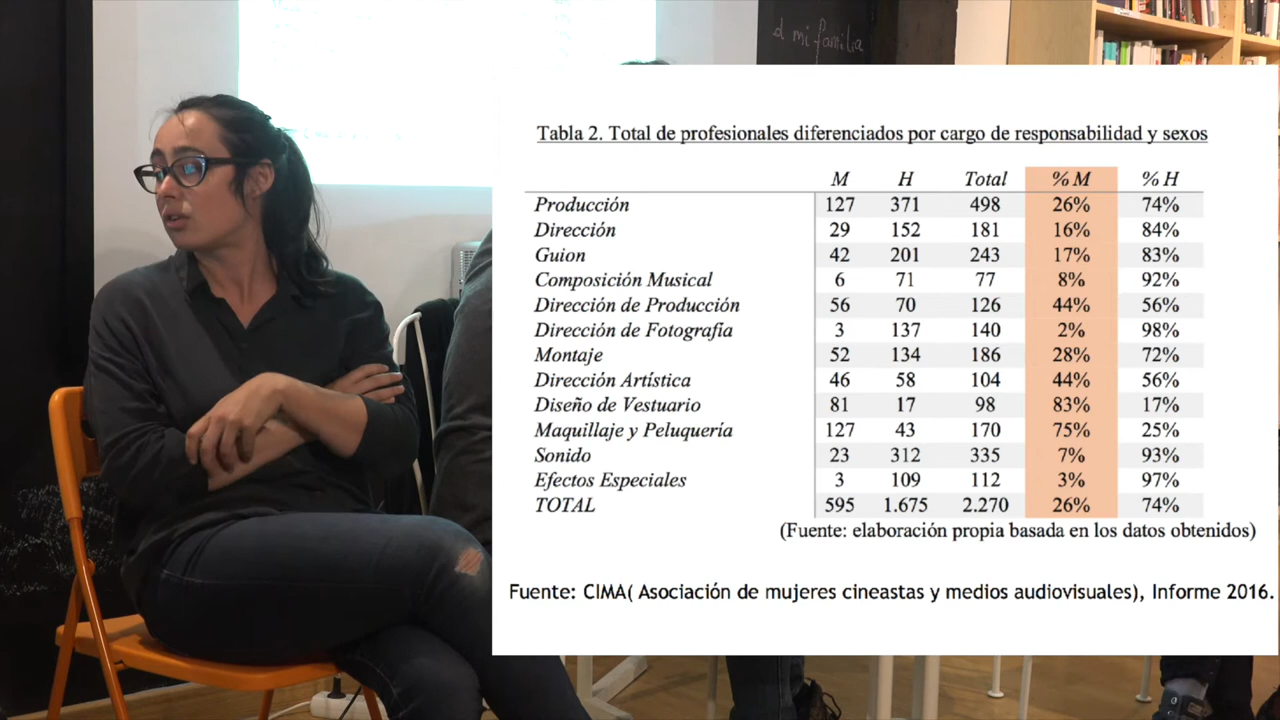 d mi familia
Tabla 2. Total de profesionales diferenciados por cargo de responsabilidad y sexos
M H Total % M % H
Producción 127 371 498 26% 74%
Dirección 29 152 181 16% 84%
Guion 42 201 243 17% 83%
Composición Musical 6 71 77 8% 92%
Dirección de Producción 56 70 126 44% 56%
Dirección de Fotografía 3 137 140 2% 98%
Montaje 52 134 186 28% 72%
Dirección Artística 46 58 104 44% 56%
Diseño de Vestuario 81 17 98 83% 17%
Maquillaje y Peluquería 127 43 170 75% 25%
Sonido 23 312 335 7% 93%
Efectos Especiales 3 109 112 3% 97%
TOTAL 595 1.675 2.270 26% 74%
(Fuente: elaboración propia basada en los datos obtenidos)
Fuente: CIMA( Asociación de mujeres cineastas y medios audiovisuales), Informe 2016.